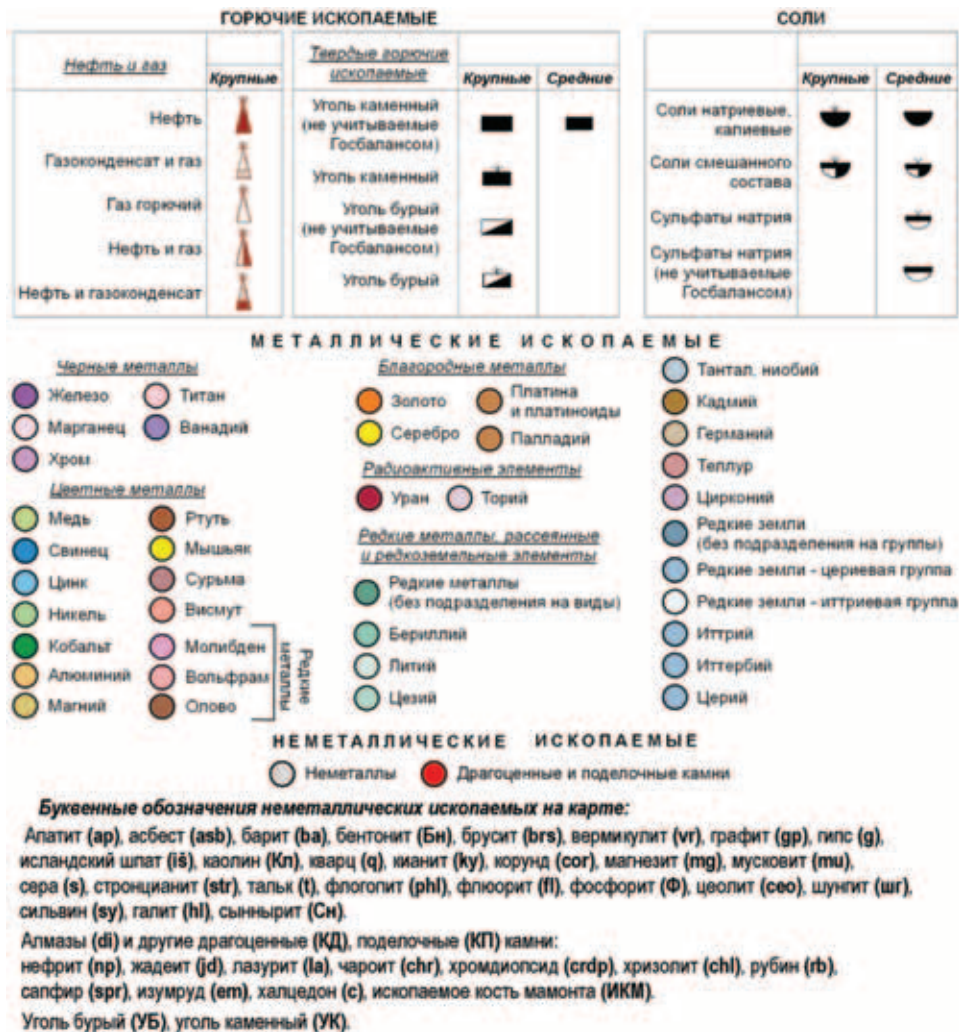 ГОРЮЧИЕ ИСКОПАЕМЫЕ
Нефть и газ
Крупные
Нефть
Газоконденсат и газ
Газ горючий
Нефть и газ
Нефть и газоконденсат
Твердые горючие
ископаемые
Крупные Средние
Уголь каменный
(не учитываемые
Госбалансом)
Уголь каменный
Уголь бурый
(не учитываемые
Госбалансом)
Уголь бурый
СОЛИ
Крупные Средние
Соли натриевые,
калиевые
Соли смешанного
состава
Сульфаты натрия
Сульфаты натрия
(не учитываемые
Госбалансом)
МЕТАЛЛИЧЕСКИЕ ИСКОПАЕМЫЕ
Черные металлы
Железо Титан
Марганец Ванадий
Хром
Цветные металлы
Медь Ртуть
Свинец Мышьяк
Цинк Сурьма
Никель Висмут
Кобальт Молибден
Алюминий Вольфрам
Магний Олово
Редкие
металлы
Благородные металлы
Золото Платина
и платиноиды
Серебро Палладий
Радиоактивные элементы
Уран Торий
Редкие металлы, рассеянные
и редкоземельные элементы
Редкие металлы
(без подразделения на виды)
Бериллий
Литий
Цезий
Тантал, ниобий
Кадмий
Германий
Теллур
Цирконий
Редкие земли
(без подразделения на группы)
Редкие земли - цериевая группа
Редкие земли - иттриевая группа
Иттрий
Иттербий
Церий
НЕМЕТАЛЛИЧЕСКИЕ ИСКОПАЕМЫЕ
Неметаллы Драгоценные и поделочные камни
Буквенные обозначения неметаллических ископаемых на карте:
Апатит (ap), асбест (asb), барит (ba), бентонит (Бн), брусит (brs), вермикулит (vr), графит (gp), гипс (g),
исландский шпат (iš), каолин (Кл), кварц (q), кианит (ky), корунд (cor), магнезит (mg), мусковит (mu),
сера (s), стронцианит (str), тальк (t), флогопит (phl), флюорит (fl), фосфорит (Ф), цеолит (ceo), шунгит (шг),
сильвин (sy), галит (hl), сыннырит (Сн).
Алмазы (di) и другие драгоценные (КД), поделочные (КП) камни:
нефрит (np), жадеит (jd), лазурит (la), чароит (chr), хромдиопсид (crdp), хризолит (chl), рубин (rb),
сапфир (spr), изумруд (em), халцедон (c), ископаемое кость мамонта (ИКМ).
Уголь бурый (УБ), уголь каменный (УК).